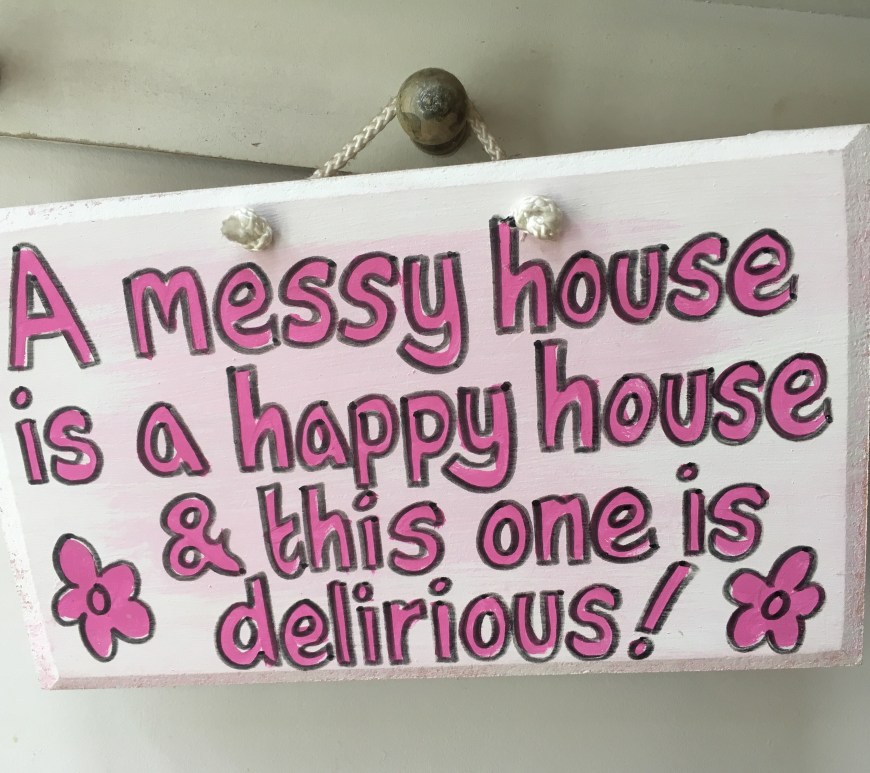 A messy house
is a happy house
& this one is
delirious!